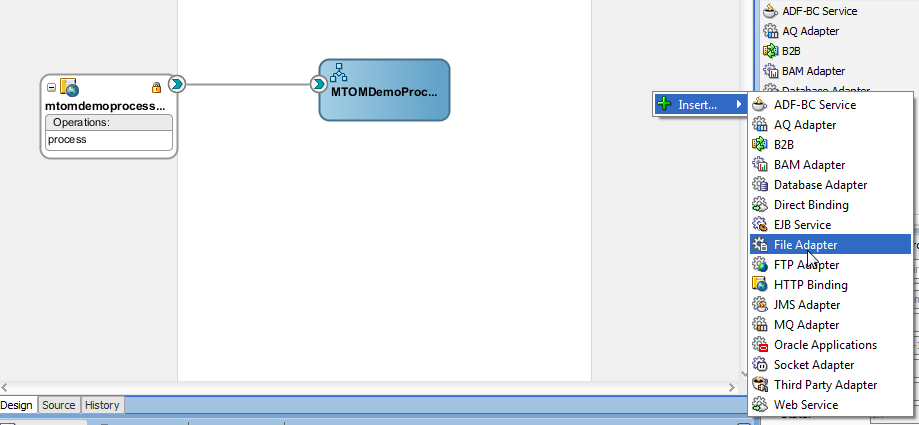 ADF-BC Service
AQ Adapter
B2B
BAM Adapter
Database Adapter
mtomdemoprocess...
Operations:
process
MTOMDemoProc...
Insert...
ADF-BC Service
AQ Adapter
B2B
BAM Adapter
Database Adapter
Direct Binding
EJB Service
File Adapter
FTP Adapter
HTTP Binding
JMS Adapter
MQ Adapter
Oracle Applications
Socket Adapter
Third Party Adapter
Web Service
Design Source History